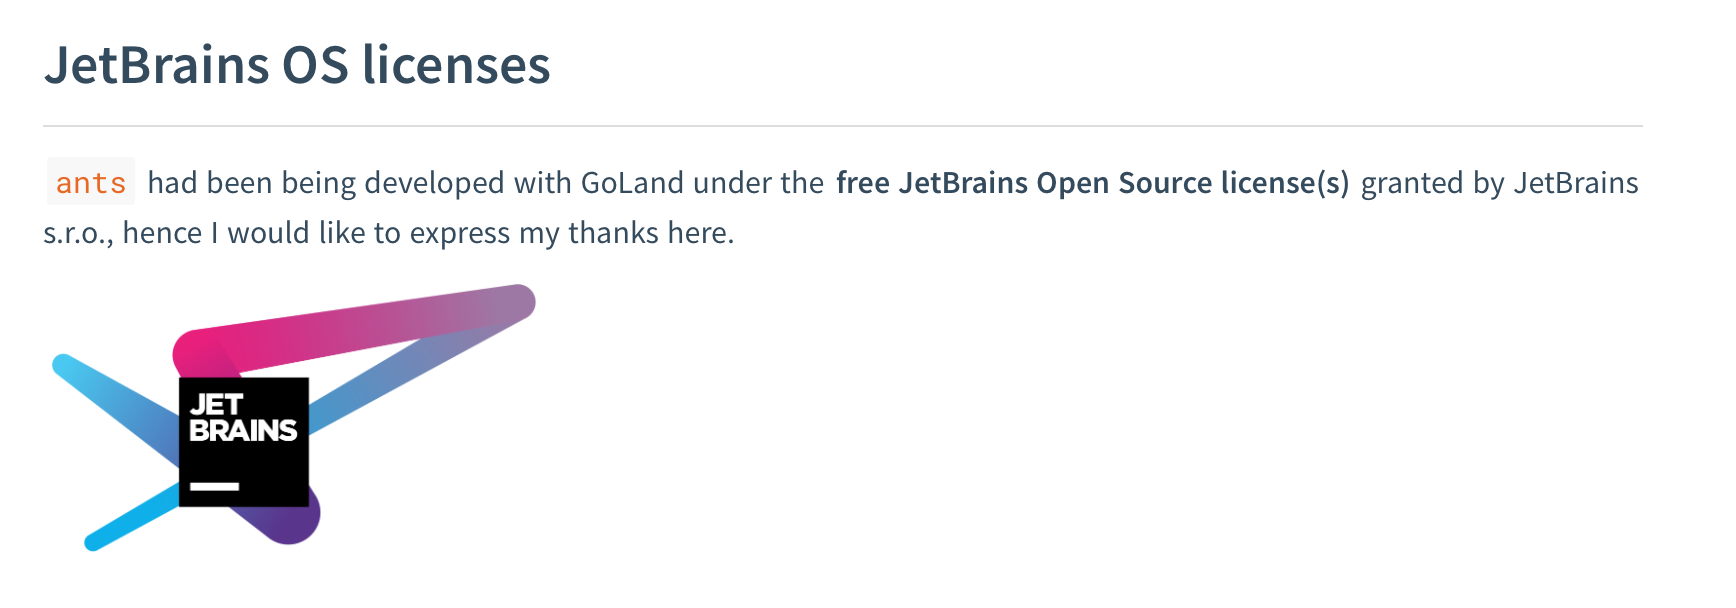 JetBrains OS licenses
ants had been being developed with GoLand under the free JetBrains Open Source license(s) granted by JetBrains
s.r.o., hence I would like to express my thanks here.
JET
BRAINS